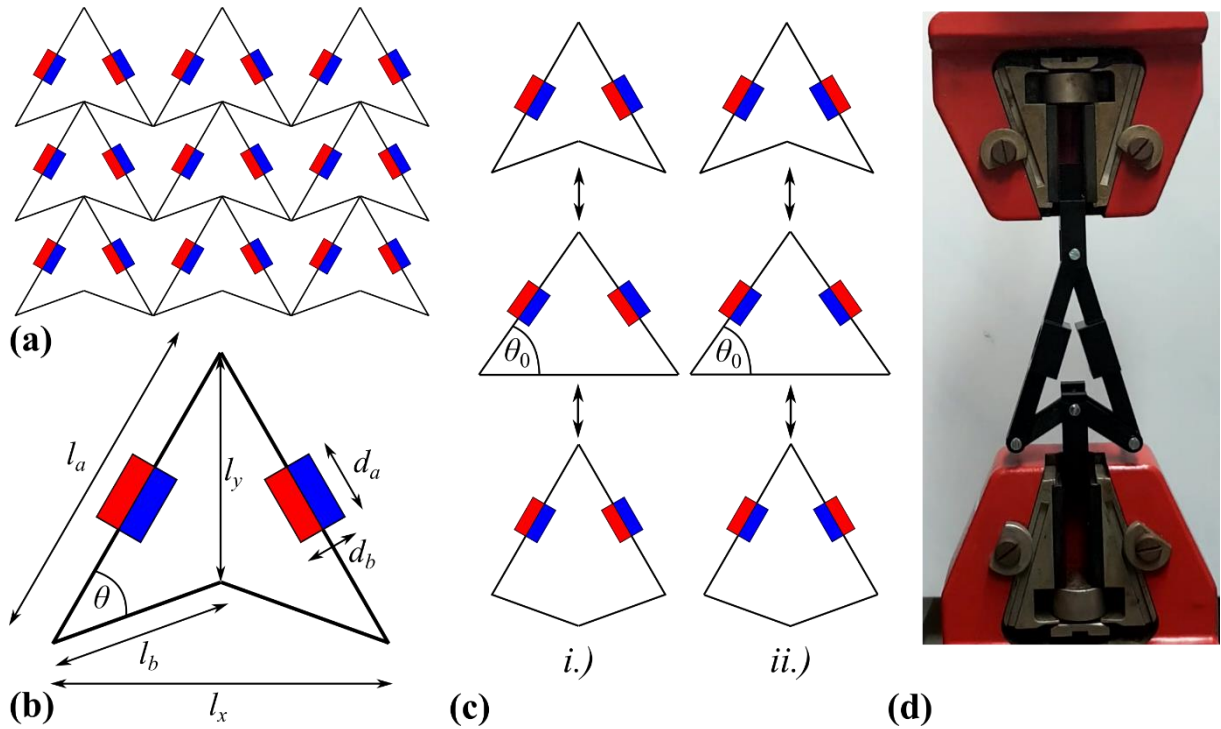 (a)
l_a
l_y
d_a
d_b
θ
l_b
l_x
(b)
θ_0
θ_0
i.)
ii.)
(c)
(d)